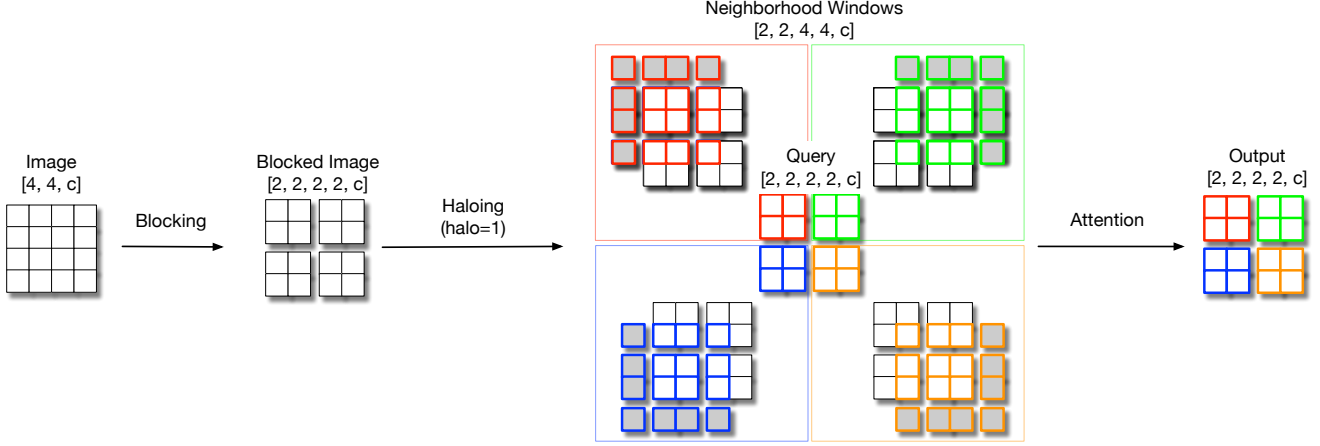 Neighborhood Windows
[2, 2, 4, 4, c]
Image
[4, 4, c]
Blocking
Blocked Image
[2, 2, 2, 2, c]
Haloing
(halo=1)
Query
[2, 2, 2, 2, c]
Attention
Output
[2, 2, 2, 2, c]